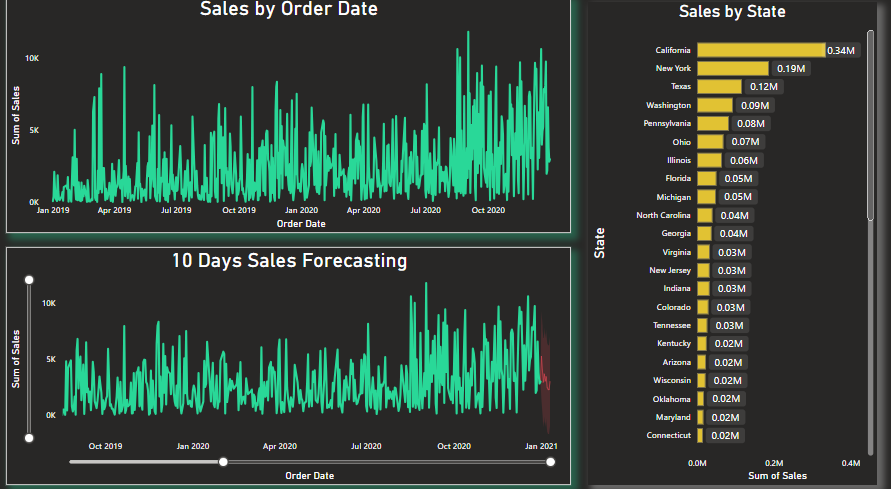 Sales by Order Date
10K
5K
0K
Sum of Sales
Jan 2019 Apr 2019 Jul 2019 Oct 2019 Jan 2020 Apr 2020 Jul 2020 Oct 2020
Order Date
10 Days Sales Forecasting
10K
5K
0K
Sum of Sales
Oct 2019 Jan 2020 Apr 2020 Jul 2020 Oct 2020 Jan 2021
Order Date
Sales by State
State
California 0.34M
New York 0.19M
Texas 0.12M
Washington 0.09M
Pennsylvania 0.08M
Ohio 0.07M
Illinois 0.06M
Florida 0.05M
Michigan 0.05M
North Carolina 0.04M
Georgia 0.04M
Virginia 0.03M
New Jersey 0.03M
Indiana 0.03M
Colorado 0.03M
Tennessee 0.03M
Kentucky 0.02M
Arizona 0.02M
Wisconsin 0.02M
Oklahoma 0.02M
Maryland 0.02M
Connecticut 0.02M
0.0M 0.2M 0.4M
Sum of Sales